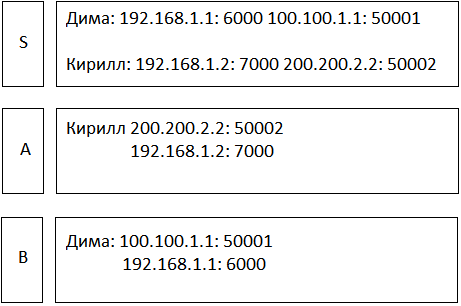 S
Дима: 192.168.1.1: 6000 100.100.1.1: 50001
Кирилл: 192.168.1.2: 7000 200.200.2.2: 50002
A
Кирилл 200.200.2.2: 50002
192.168.1.2: 7000
B
Дима: 100.100.1.1: 50001
192.168.1.1: 6000